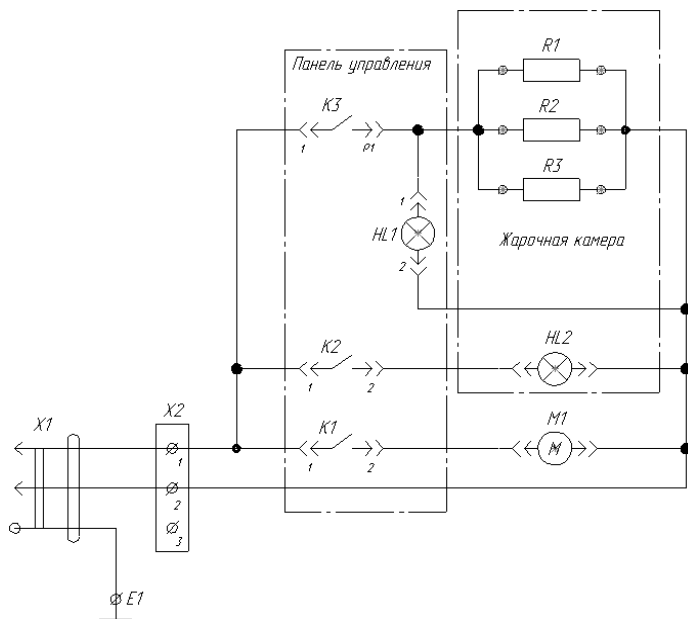 R1
Панель управления
R2
K3
1
P1
R3
1
HL1
Жарочная камера
2
K2
HL2
1
2
X1
X2
K1
M1
1
1
2
M
2
3
E1